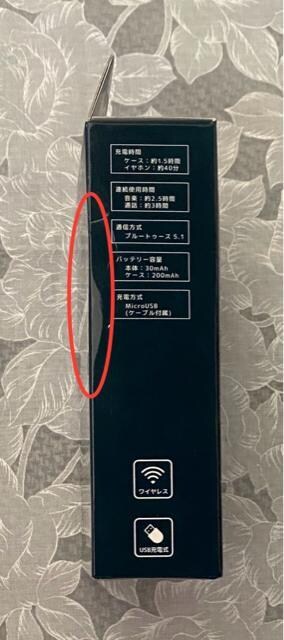 充電時間
ケース：約1.5時間
イヤホン：約40分
連続使用時間
音楽：約2.5時間
通話：約3時間
通信方式
ブルートゥース 5.1
バッテリー容量
本体：30mAh
ケース：200mAh
充電方式
MicroUSB
(ケーブル付属)
ワイヤレス
USB充電式